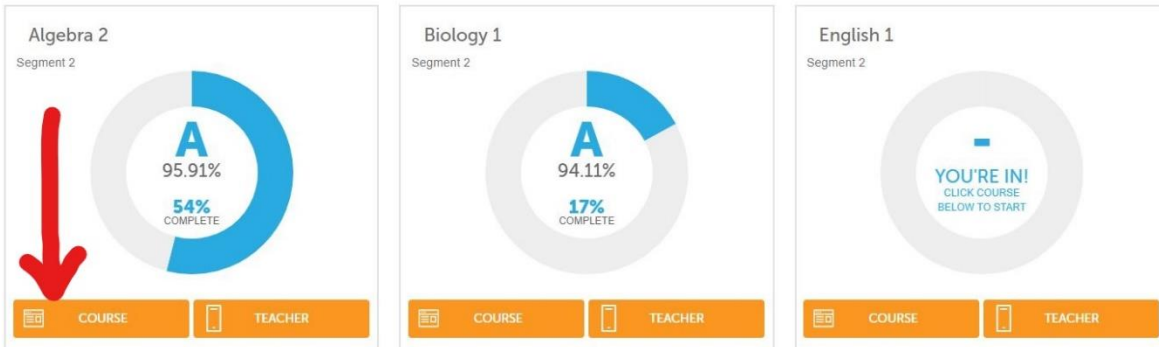 Algebra 2
Segment 2
A
95.91%
54%
COMPLETE
COURSE
TEACHER
Biology 1
Segment 2
A
94.11%
17%
COMPLETE
COURSE
TEACHER
English 1
Segment 2
-
YOU'RE IN!
CLICK COURSE
BELOW TO START
COURSE
TEACHER